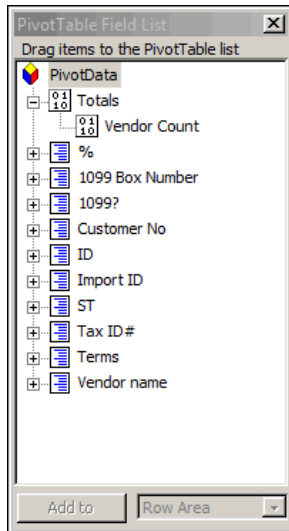 PivotTable Field List
Drag items to the PivotTable list
PivotData
Totals
Vendor Count
%
1099 Box Number
1099?
Customer No
ID
Import ID
ST
Tax ID#
Terms
Vendor name
Add to
Row Area